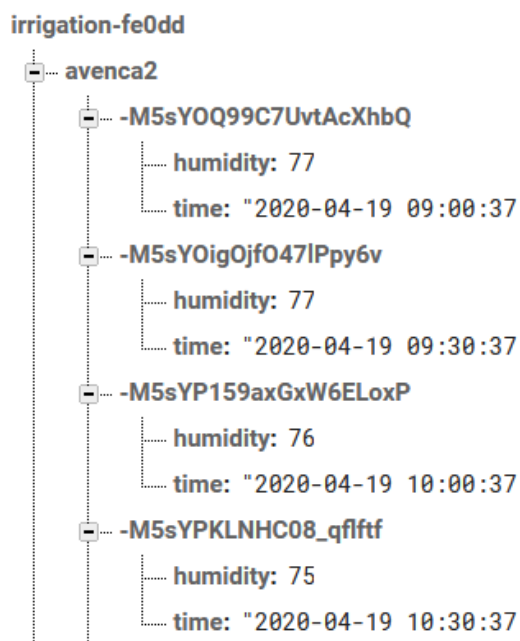 irrigation-fe0dd
avenca2
-M5sYOQ99C7UvtAcXhbQ
humidity: 77
time: "2020-04-19 09:00:37
-M5sYOigOjfO47lPpy6v
humidity: 77
time: "2020-04-19 09:30:37
-M5sYP159axGxW6ELoxP
humidity: 76
time: "2020-04-19 10:00:37
-M5sYPKLNHC08_qflftf
humidity: 75
time: "2020-04-19 10:30:37